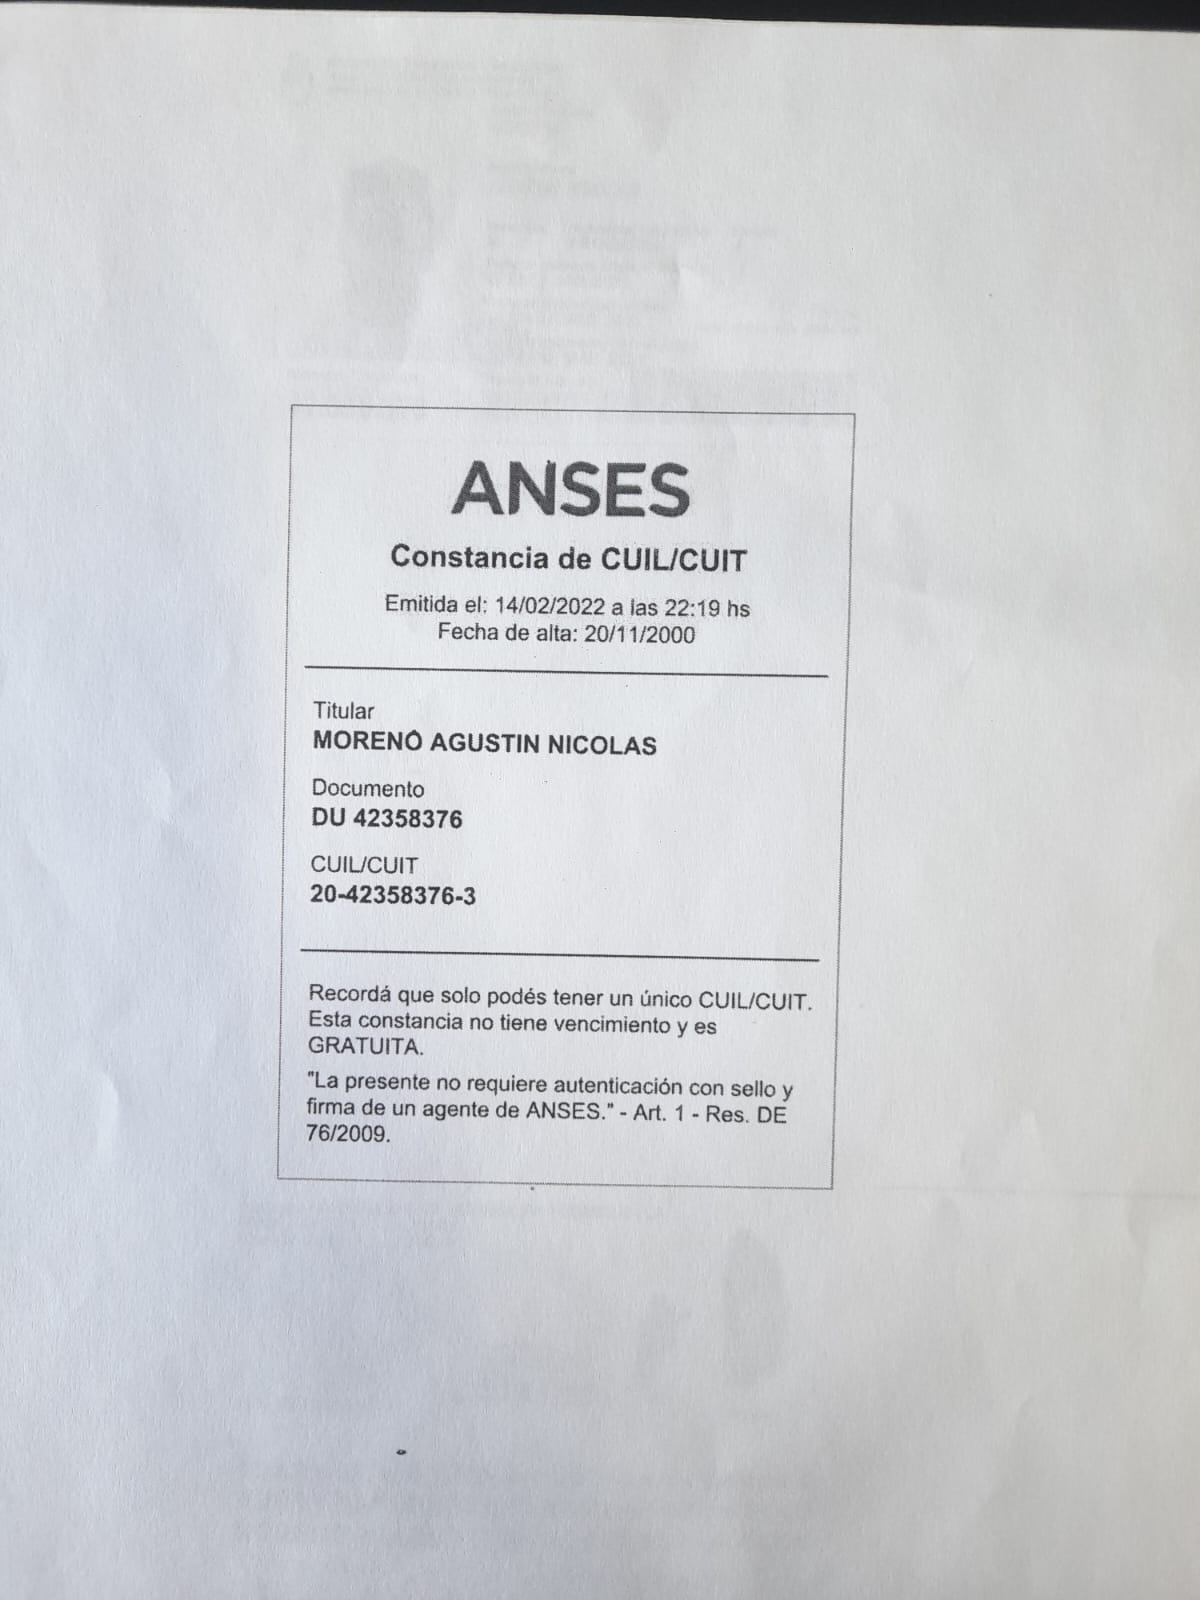 ANSES
Constancia de CUIL/CUIT
Emitida el: 14/02/2022 a las 22:19 hs
Fecha de alta: 20/11/2000
Titular
MORENO AGUSTIN NICOLAS
Documento
DU 42358376
CUIL/CUIT
20-42358376-3
Recordá que solo podés tener un único CUIL/CUIT.
Esta constancia no tiene vencimiento y es
GRATUITA.
"La presente no requiere autenticación con sello y
firma de un agente de ANSES." - Art. 1 - Res. DE
76/2009.